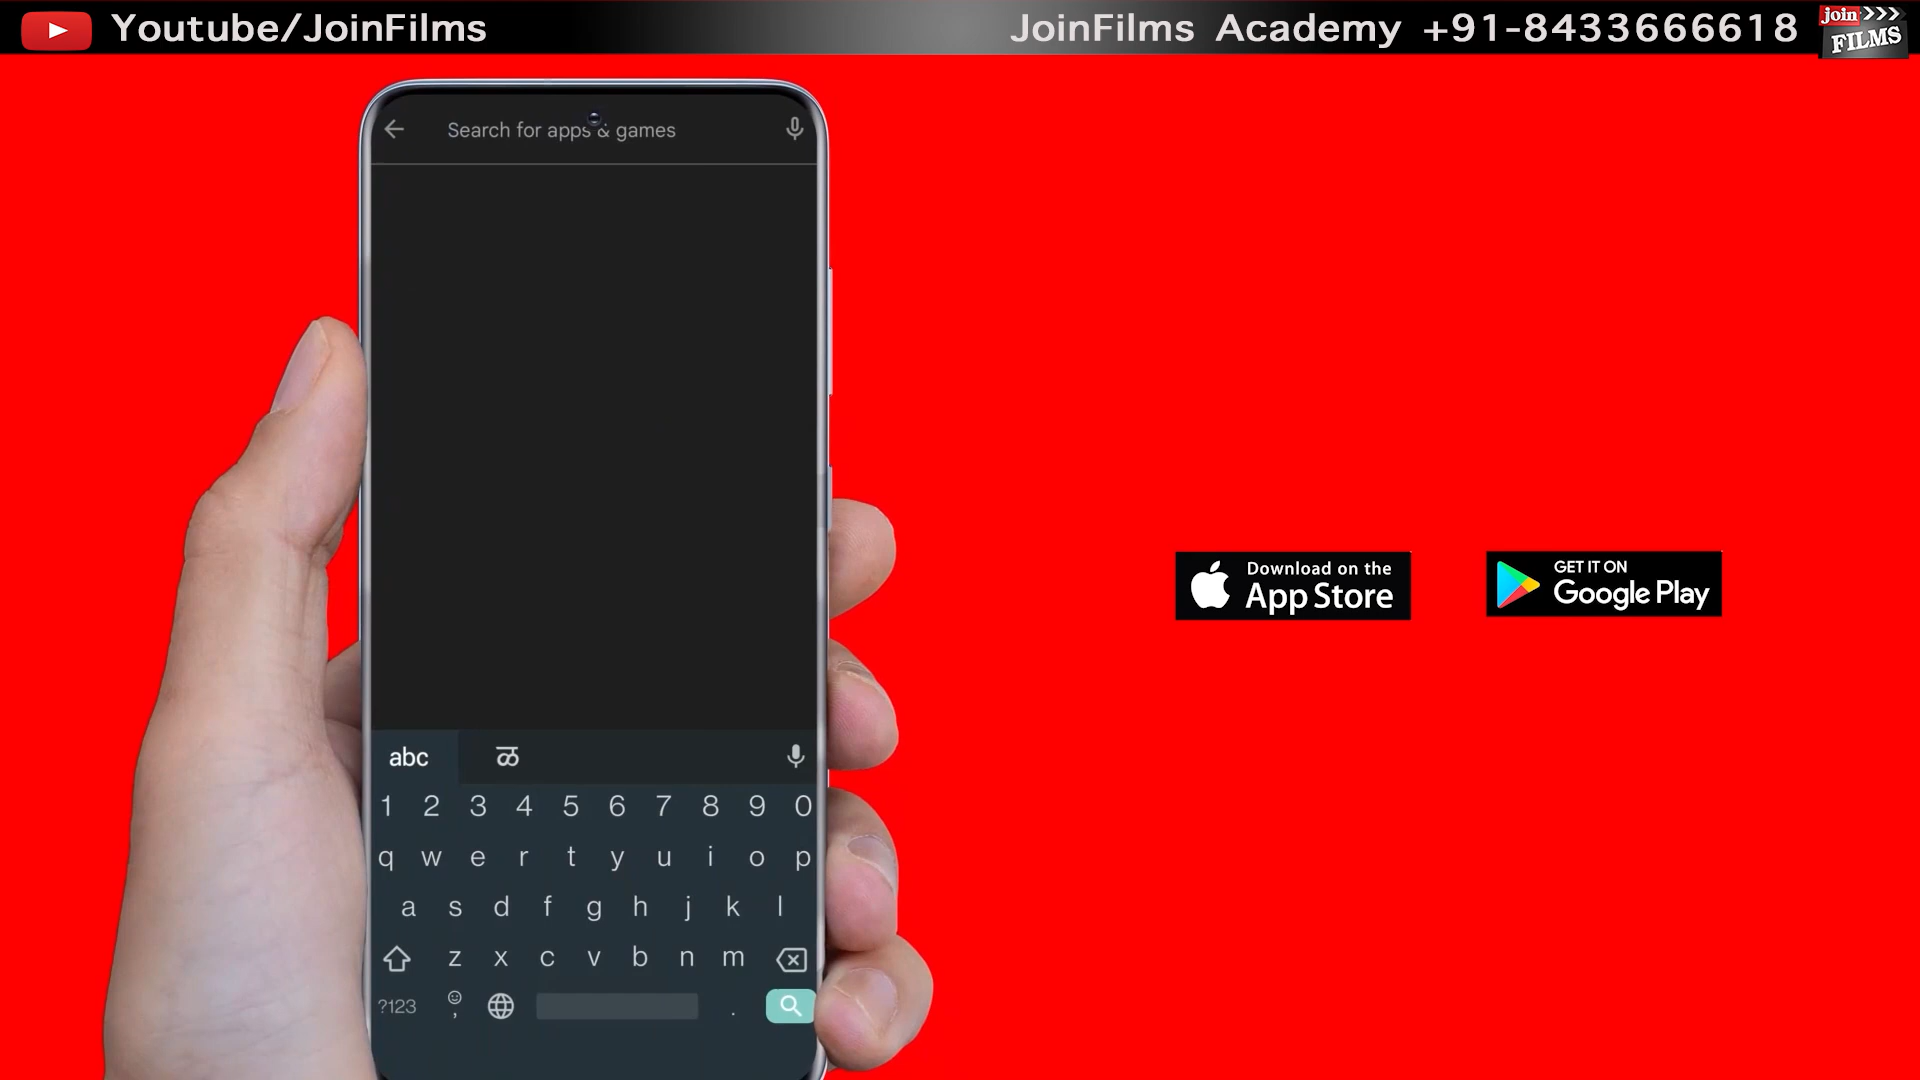 Youtube/JoinFilms
JoinFilms Academy +91-8433666618
join
FILMS
Search for apps & games
Download on the
App Store
GET IT ON
Google Play
abc
1 2 3 4 5 6 7 8 9 0
q w e r t y u i o p
a s d f g h j k l
z x c v b n m
?123 , .